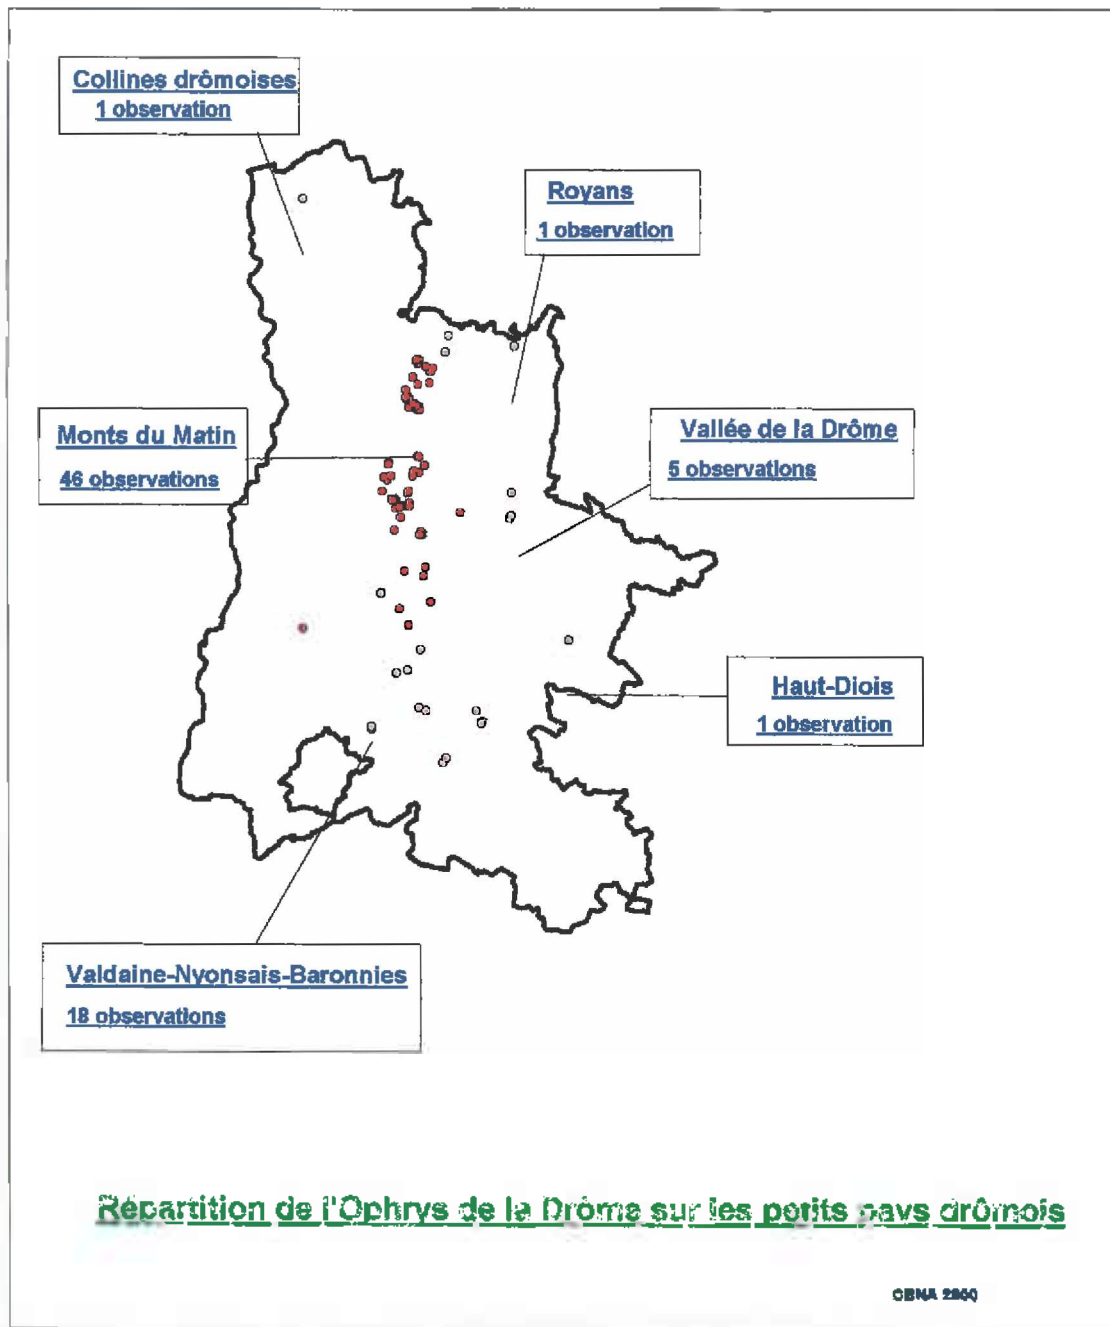 Collines drômoises
1 observation
Royans
1 observation
Monts du Matin
46 observations
Vallée de la Drôme
5 observations
Haut-Diois
1 observation
Valdaine-Nyonsais-Baronnies
18 observations
Répartition de l'Ophrys de la Drôme sur les petits pays drômois
CBNA